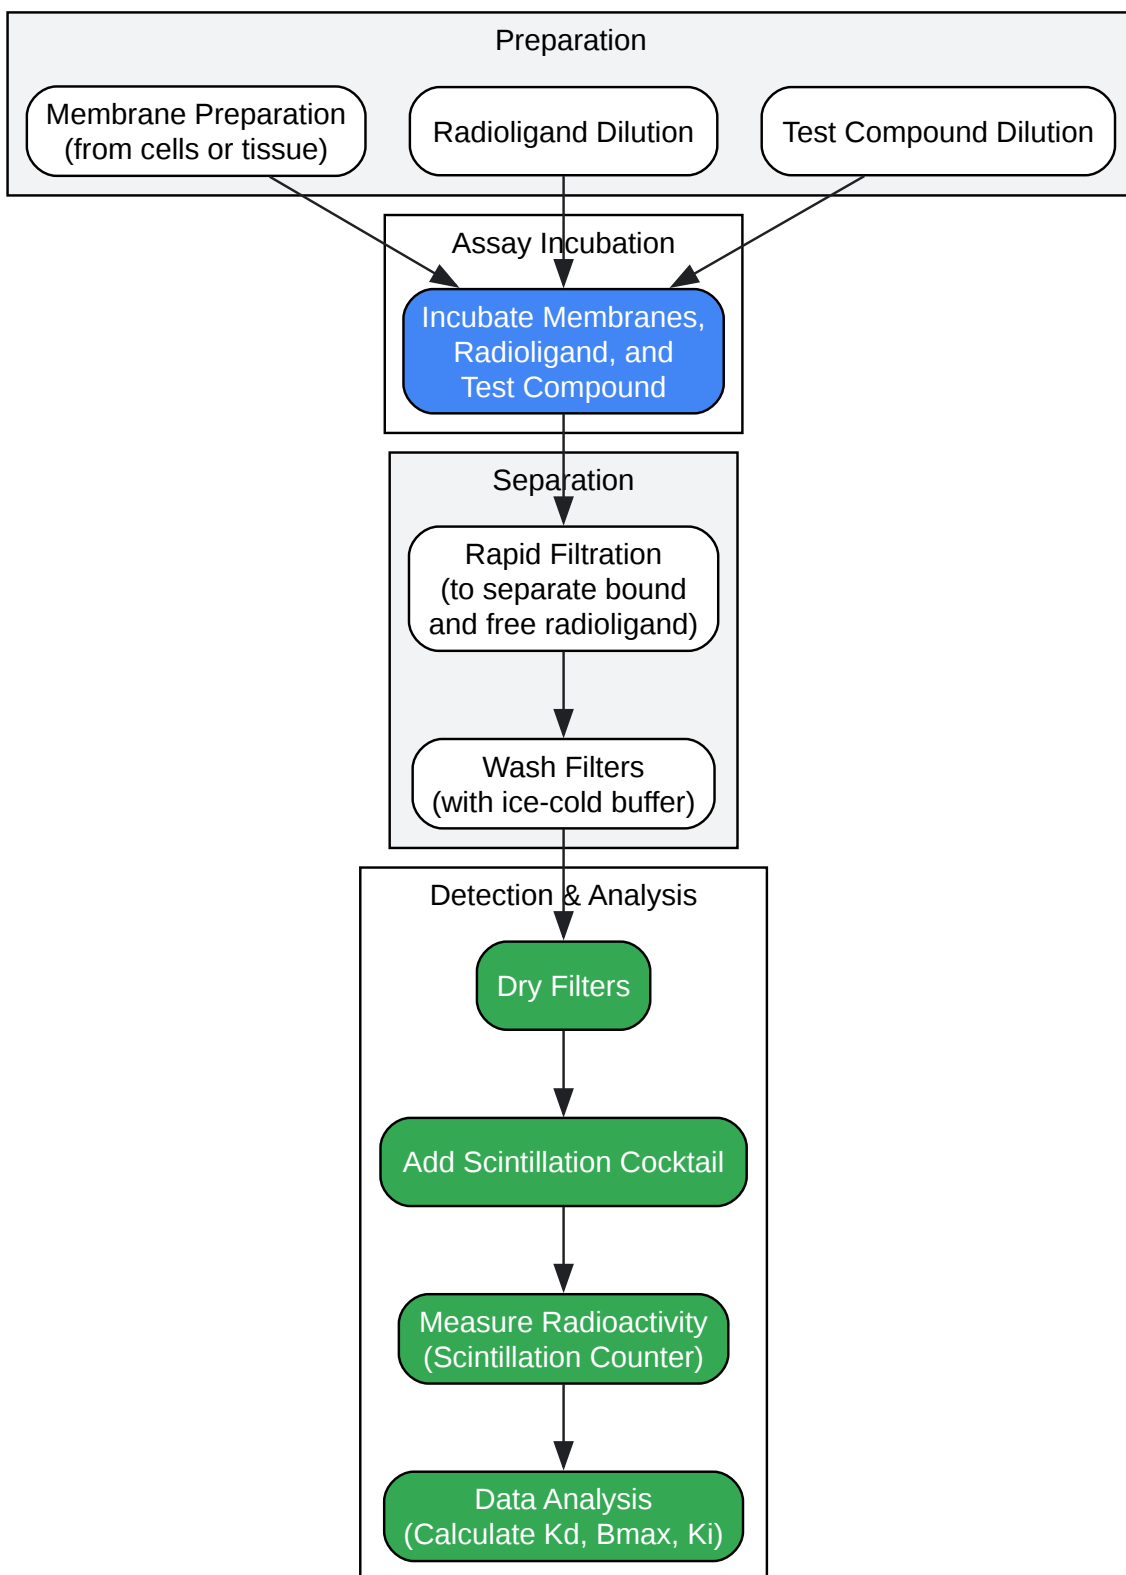 Preparation
Membrane Preparation
(from cells or tissue)
Radioligand Dilution
Test Compound Dilution
Assay Incubation
Incubate Membranes,
Radioligand, and
Test Compound
Separation
Rapid Filtration
(to separate bound
and free radioligand)
Wash Filters
(with ice-cold buffer)
Detection & Analysis
Dry Filters
Add Scintillation Cocktail
Measure Radioactivity
(Scintillation Counter)
Data Analysis
(Calculate Kd, Bmax, Ki)